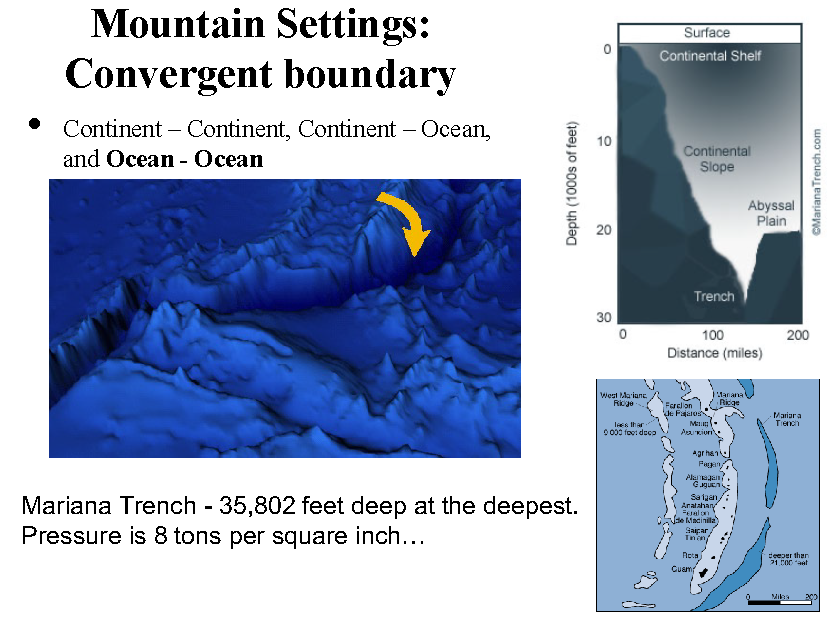 Mountain Settings:
Convergent boundary
• Continent – Continent, Continent – Ocean,
and Ocean - Ocean
Mariana Trench - 35,802 feet deep at the deepest.
Pressure is 8 tons per square inch…
Surface
Continental Shelf
0
10
20
30
Depth (1000s of feet)
Continental
Slope
Abyssal
Plain
Trench
0 100 200
Distance (miles)
©MarianaTrench.com
West Mariana
Ridge
less than
9,000 feet deep
Mariana
Ridge
Farallon
de Pajaros
Maug
Asuncion
Mariana
Trench
Agrihan
Pagan
Alamagan
Guguan
Sarigan
Anatahan
Farallon
de Medinilla
Saipan
Tinian
Rota
Guam
deeper than
21,000 feet
0 Miles 200